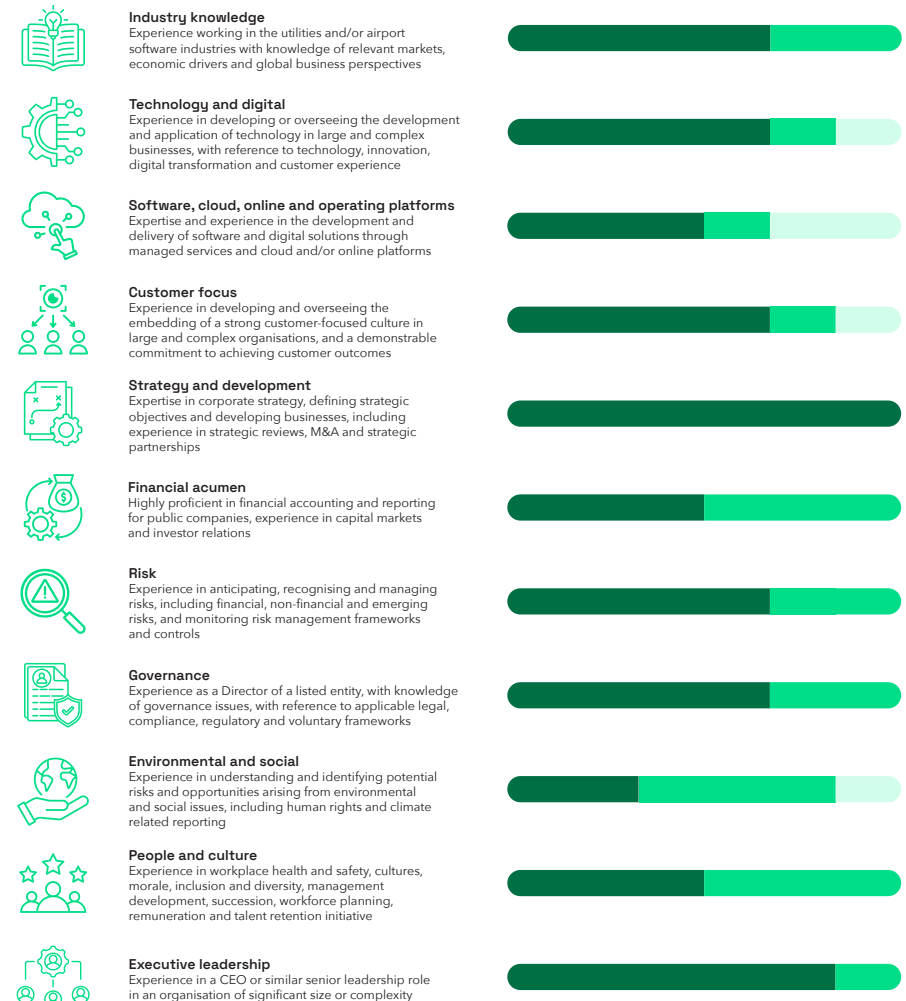 Industry knowledge
Experience working in the utilities and/or airport
software industries with knowledge of relevant markets,
economic drivers and global business perspectives
Technology and digital
Experience in developing or overseeing the development
and application of technology in large and complex
businesses, with reference to technology, innovation,
digital transformation and customer experience
Software, cloud, online and operating platforms
Expertise and experience in the development and
delivery of software and digital solutions through
managed services and cloud and/or online platforms
Customer focus
Experience in developing and overseeing the
embedding of a strong customer-focused culture in
large and complex organisations, and a demonstrable
commitment to achieving customer outcomes
Strategy and development
Expertise in corporate strategy, defining strategic
objectives and developing businesses, including
experience in strategic reviews, M&A and strategic
partnerships
Financial acumen
Highly proficient in financial accounting and reporting
for public companies, experience in capital markets
and investor relations
Risk
Experience in anticipating, recognising and managing
risks, including financial, non-financial and emerging
risks, and monitoring risk management frameworks
and controls
Governance
Experience as a Director of a listed entity, with knowledge
of governance issues, with reference to applicable legal,
compliance, regulatory and voluntary frameworks
Environmental and social
Experience in understanding and identifying potential
risks and opportunities arising from environmental
and social issues, including human rights and climate
related reporting
People and culture
Experience in workplace health and safety, cultures,
morale, inclusion and diversity, management
development, succession, workforce planning,
remuneration and talent retention initiative
Executive leadership
Experience in a CEO or similar senior leadership role
in an organisation of significant size or complexity